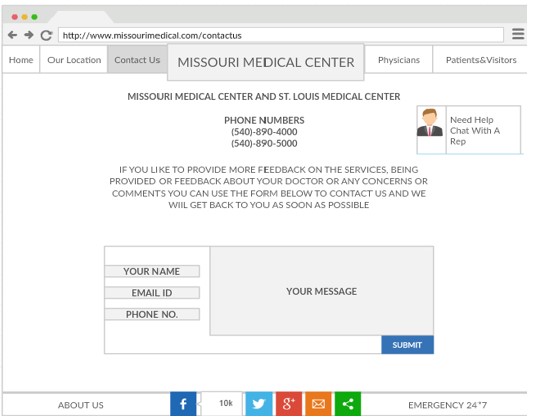 http://www.missourimedical.com/contactus
Home
Our Location
Contact Us
MISSOURI MEDICAL CENTER
Physicians
Patients&Visitors
MISSOURI MEDICAL CENTER AND ST. LOUIS MEDICAL CENTER
PHONE NUMBERS
(540)-890-4000
(540)-890-5000
Need Help
Chat With A
Rep
IF YOU LIKE TO PROVIDE MORE FEEDBACK ON THE SERVICES, BEING
PROVIDED OR FEEDBACK ABOUT YOUR DOCTOR OR ANY CONCERNS OR
COMMENTS YOU CAN USE THE FORM BELOW TO CONTACT US AND WE
WIIL GET BACK TO YOU AS SOON AS POSSIBLE
YOUR NAME
EMAIL ID
PHONE NO.
YOUR MESSAGE
SUBMIT
ABOUT US
f
10k
g+
EMERGENCY 24*7